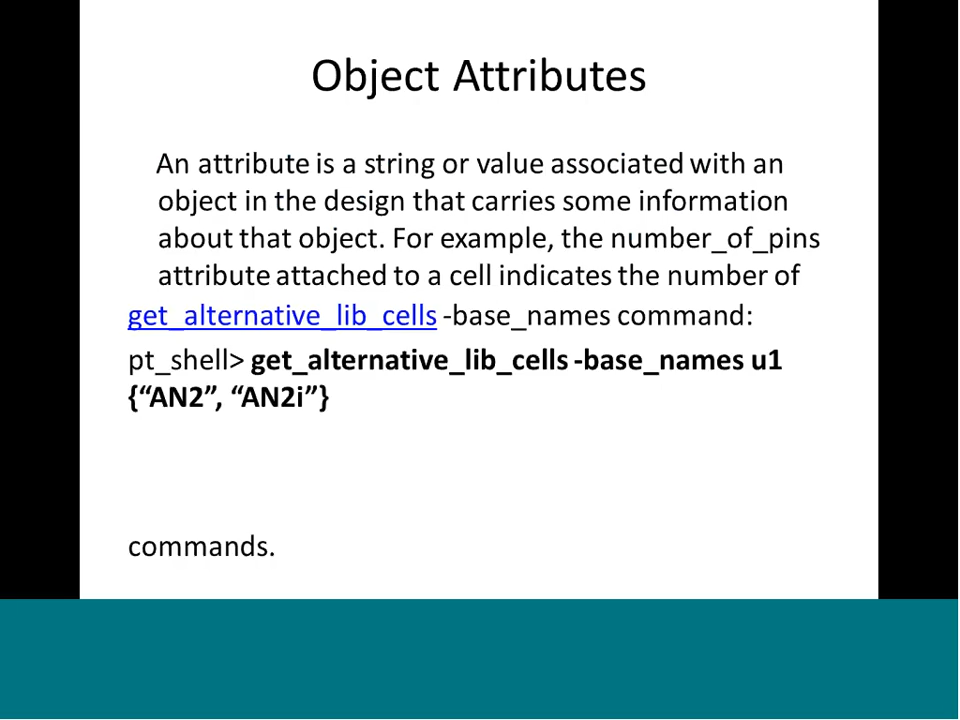 Object Attributes
An attribute is a string or value associated with an
object in the design that carries some information
about that object. For example, the number_of_pins
attribute attached to a cell indicates the number of
get_alternative_lib_cells -base_names command:
pt_shell> get_alternative_lib_cells -base_names u1
{“AN2”, “AN2i”}
commands.